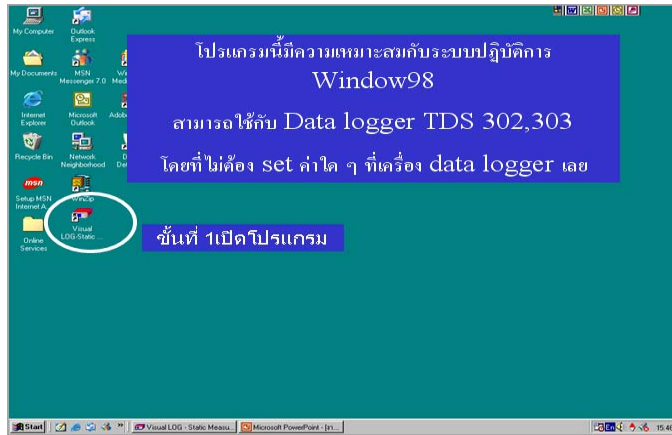 My Computer
Outlook Express
My Documents
MSN Messenger 7.0
Internet Explorer
Microsoft Outlook
Recycle Bin
Network Neighborhood
Setup MSN Internet A...
WinZip
Online Services
Visual LOG-Static ...
โปรแกรมนี้มีความเหมาะสมกับระบบปฏิบัติการ
Window98
สามารถใช้กับ Data logger TDS 302,303
โดยที่ไม่ต้อง set ค่าใด ๆ ที่เครื่อง data logger เลย
ขั้นที่ 1เปิดโปรแกรม
Start
Visual LOG - Static Measu...
Microsoft PowerPoint - [
En
15:4